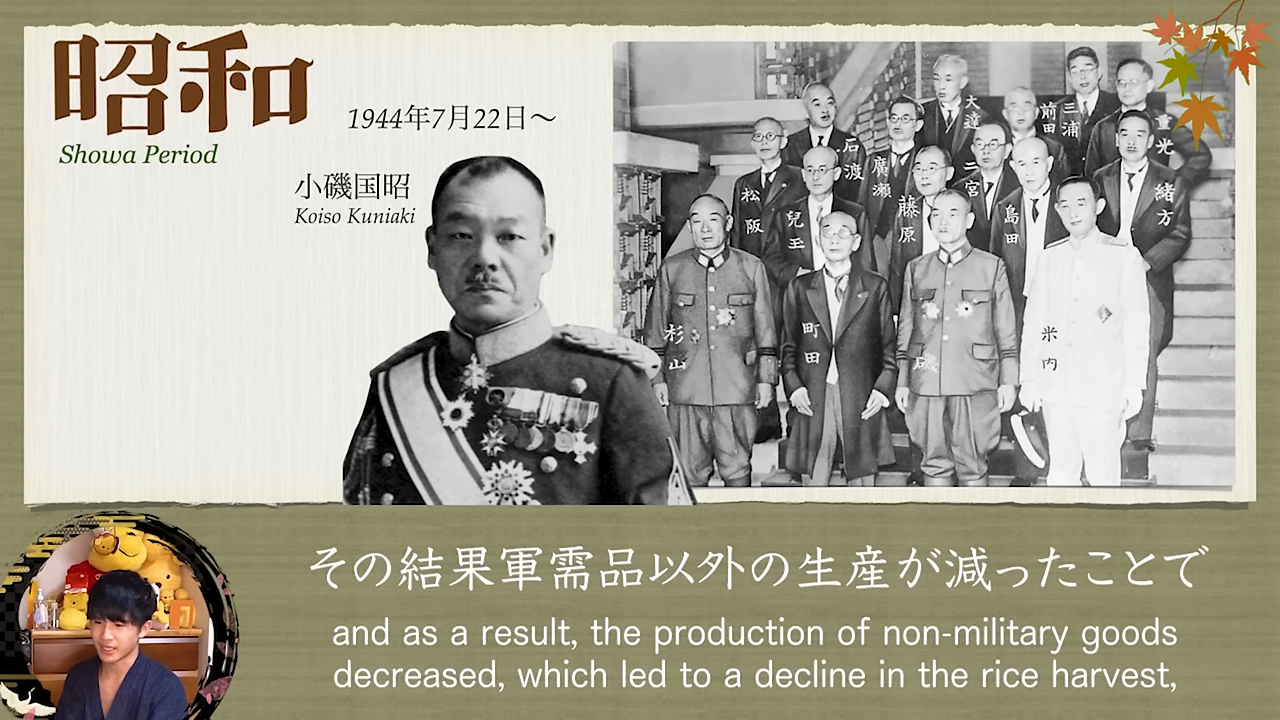 昭和
Showa Period
1944年7月22日〜
小磯国昭
Koiso Kuniaki
大達
前田
三浦
重光
石渡
廣瀬
二宮
緒方
松阪
兒玉
藤原
島田
杉山
町田
磯
米内
その結果軍需品以外の生産が減ったことで
and as a result, the production of non-military goods
decreased, which led to a decline in the rice harvest,